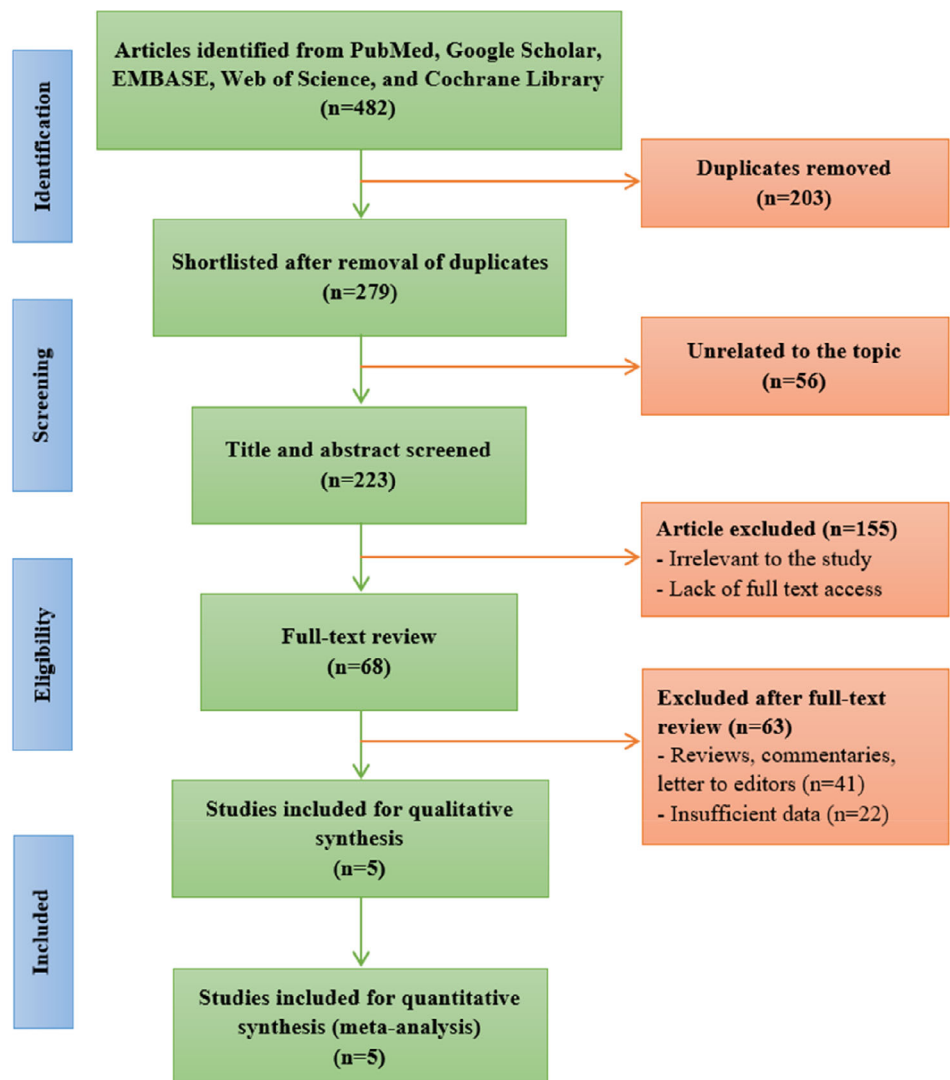 Identification
Articles identified from PubMed, Google Scholar,
EMBASE, Web of Science, and Cochrane Library
(n=482)
Duplicates removed
(n=203)
Shortlisted after removal of duplicates
(n=279)
Screening
Unrelated to the topic
(n=56)
Title and abstract screened
(n=223)
Article excluded (n=155)
- Irrelevant to the study
- Lack of full text access
Eligibility
Full-text review
(n=68)
Excluded after full-text
review (n=63)
- Reviews, commentaries,
letter to editors (n=41)
- Insufficient data (n=22)
Studies included for qualitative
synthesis
(n=5)
Included
Studies included for quantitative
synthesis (meta-analysis)
(n=5)